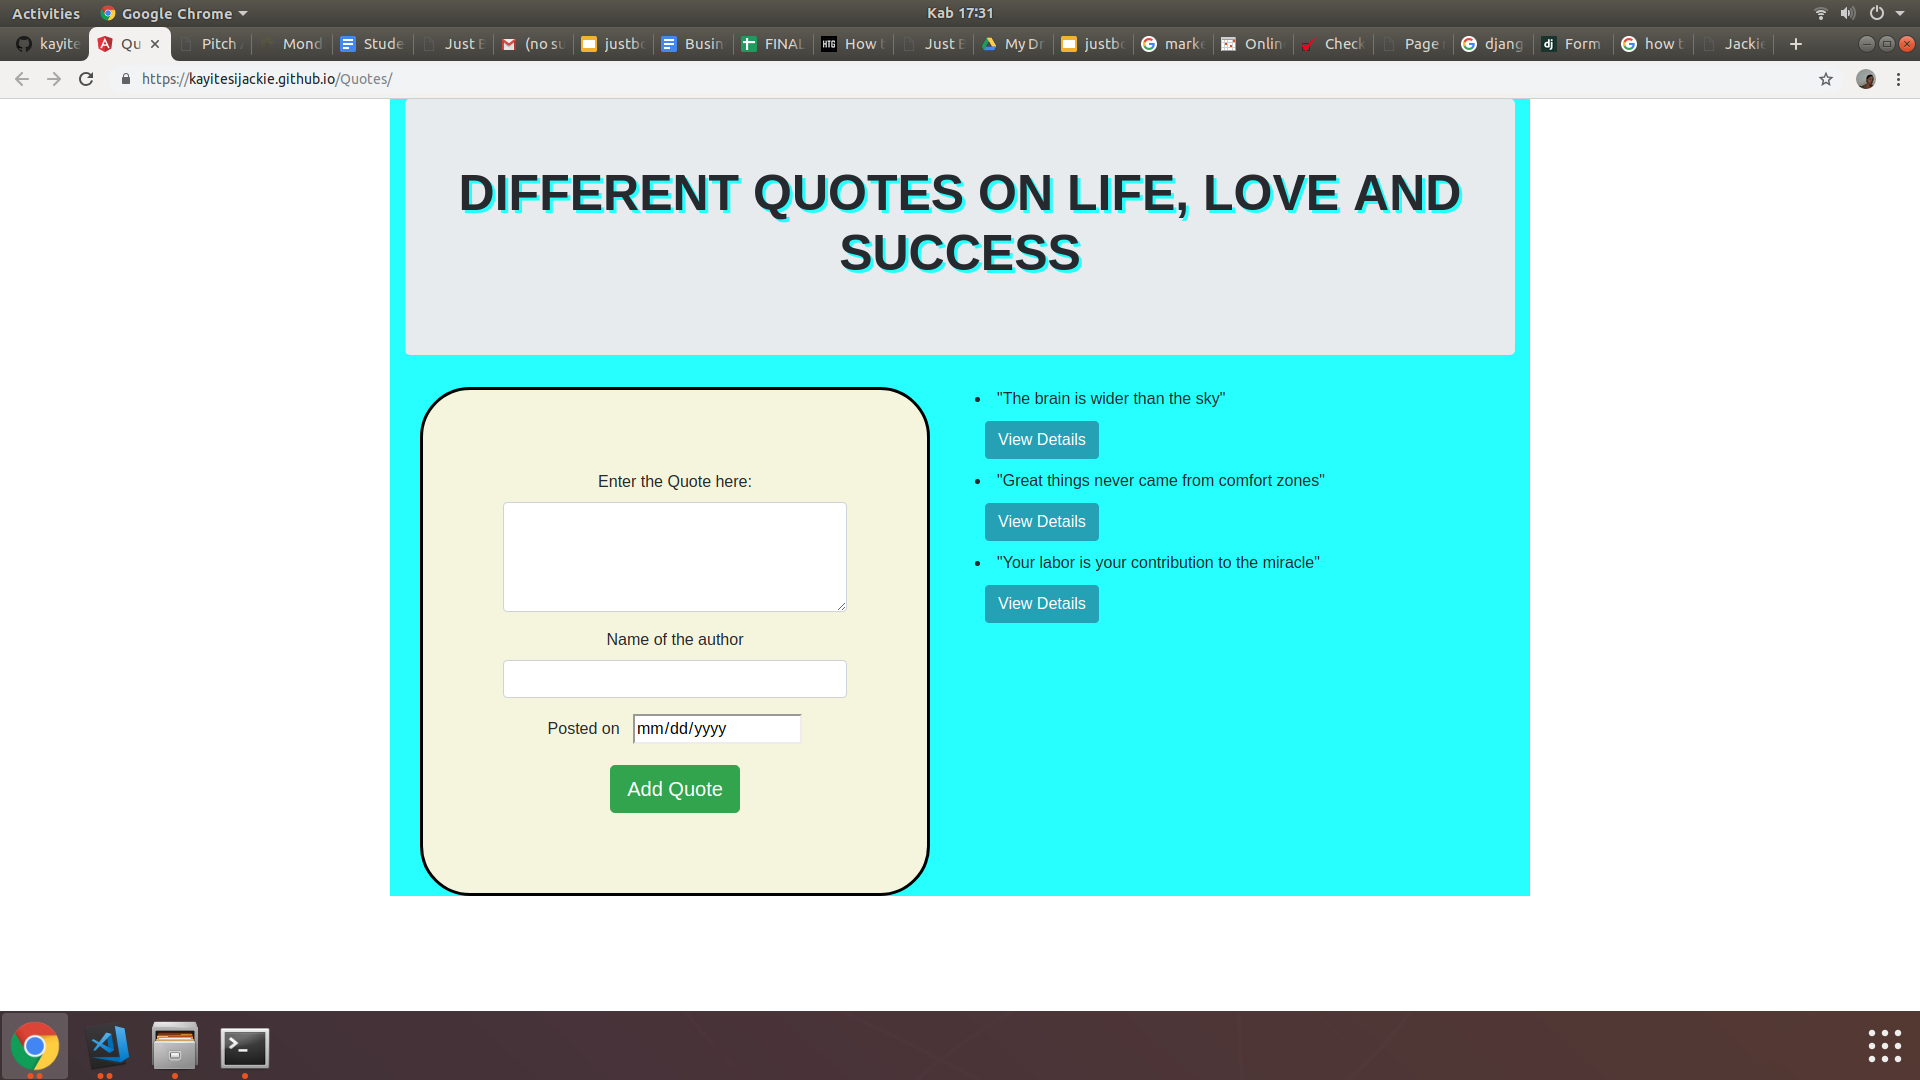 Activities
Google Chrome
Kab 17:31
kayite
Qu
Pitch
Mond
Stude
Just
(no su
justbo
Busin
FINAL
HTG
How t
Just
My Dr
justbo
marke
Onlin
Check
Page
djang
dj
Form
how t
Jackie
https://kayitesijackie.github.io/Quotes/
DIFFERENT QUOTES ON LIFE, LOVE AND
SUCCESS
Enter the Quote here:
Name of the author
Posted on
mm/dd/yyyy
Add Quote
"The brain is wider than the sky"
View Details
"Great things never came from comfort zones"
View Details
"Your labor is your contribution to the miracle"
View Details